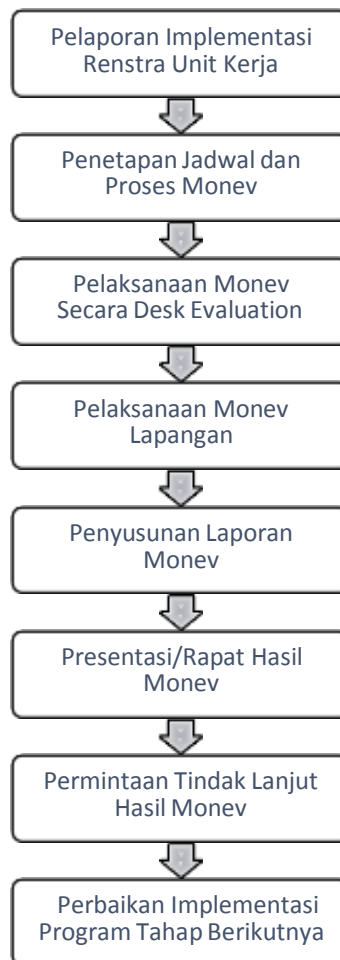 Pelaporan Implementasi
Renstra Unit Kerja
Penetapan Jadwal dan
Proses Monev
Pelaksanaan Monev
Secara Desk Evaluation
Pelaksanaan Monev
Lapangan
Penyusunan Laporan
Monev
Presentasi/Rapat Hasil
Monev
Permintaan Tindak Lanjut
Hasil Monev
Perbaikan Implementasi
Program Tahap Berikutnya